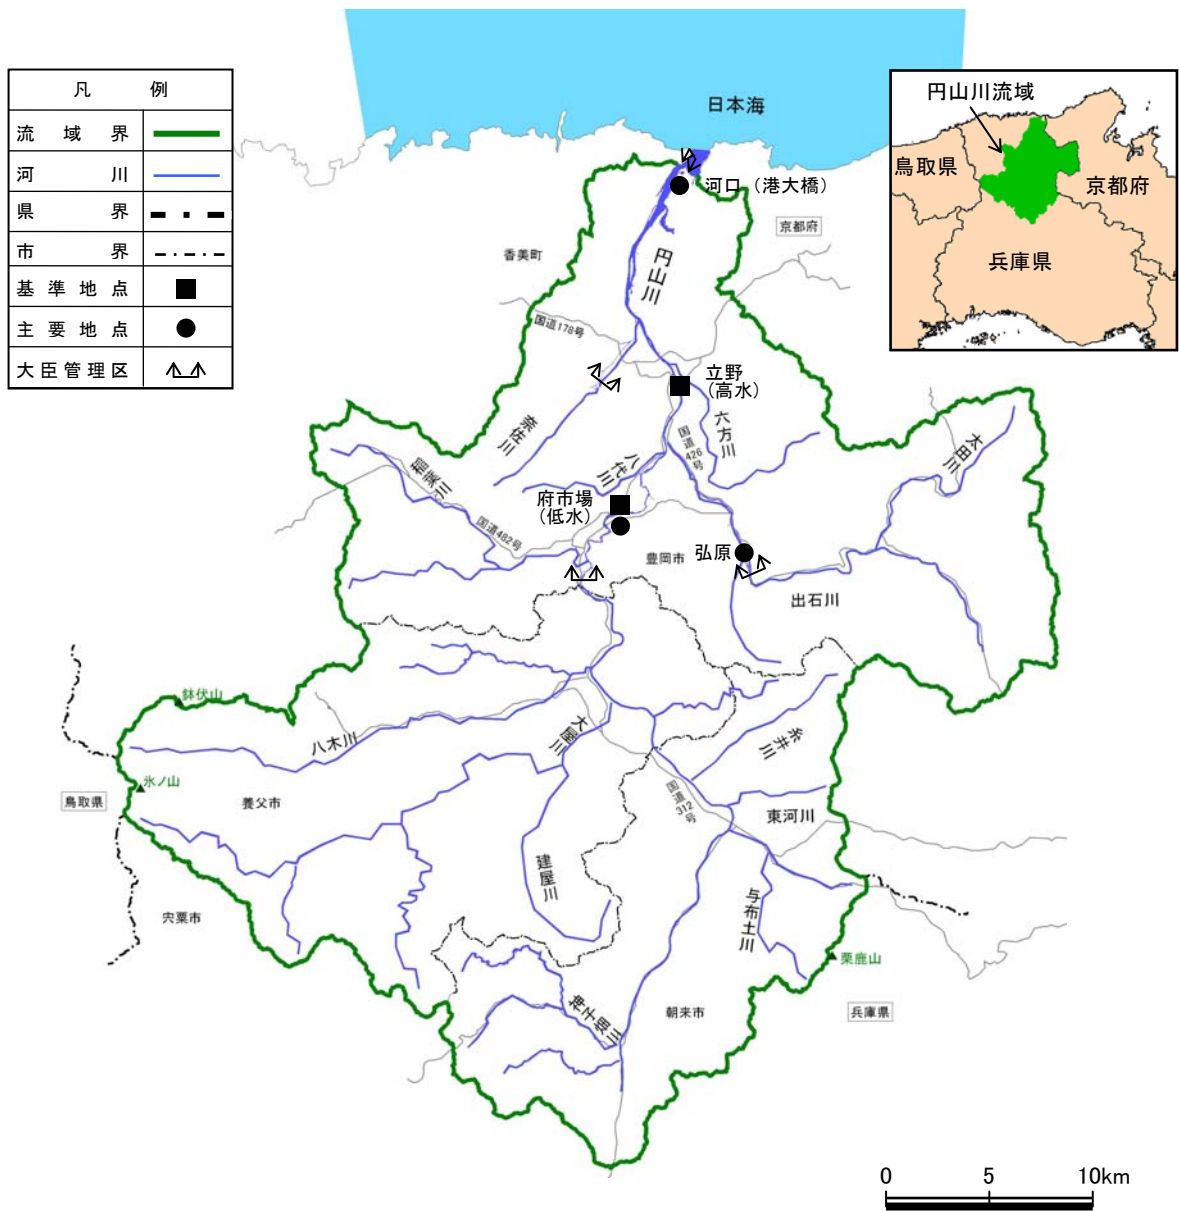 凡 例
流 域 界
河 川
県 界
市 界
基 準 地 点
主 要 地 点
大臣管理区
日本海
円山川流域
鳥取県
京都府
兵庫県
河口（港大橋）
京都府
香美町
円山川
国道178号
立野
（高水）
奈佐川
六方川
国道426号
八代川
稲葉川
太田川
府市場
（低水）
国道482号
豊岡市
弘原
出石川
鉢伏山
八木川
大屋川
糸井川
氷ノ山
鳥取県
養父市
国道312号
東河川
建屋川
与布土川
宍粟市
粟鹿山
神子畑川
朝来市
兵庫県
0 5 10km